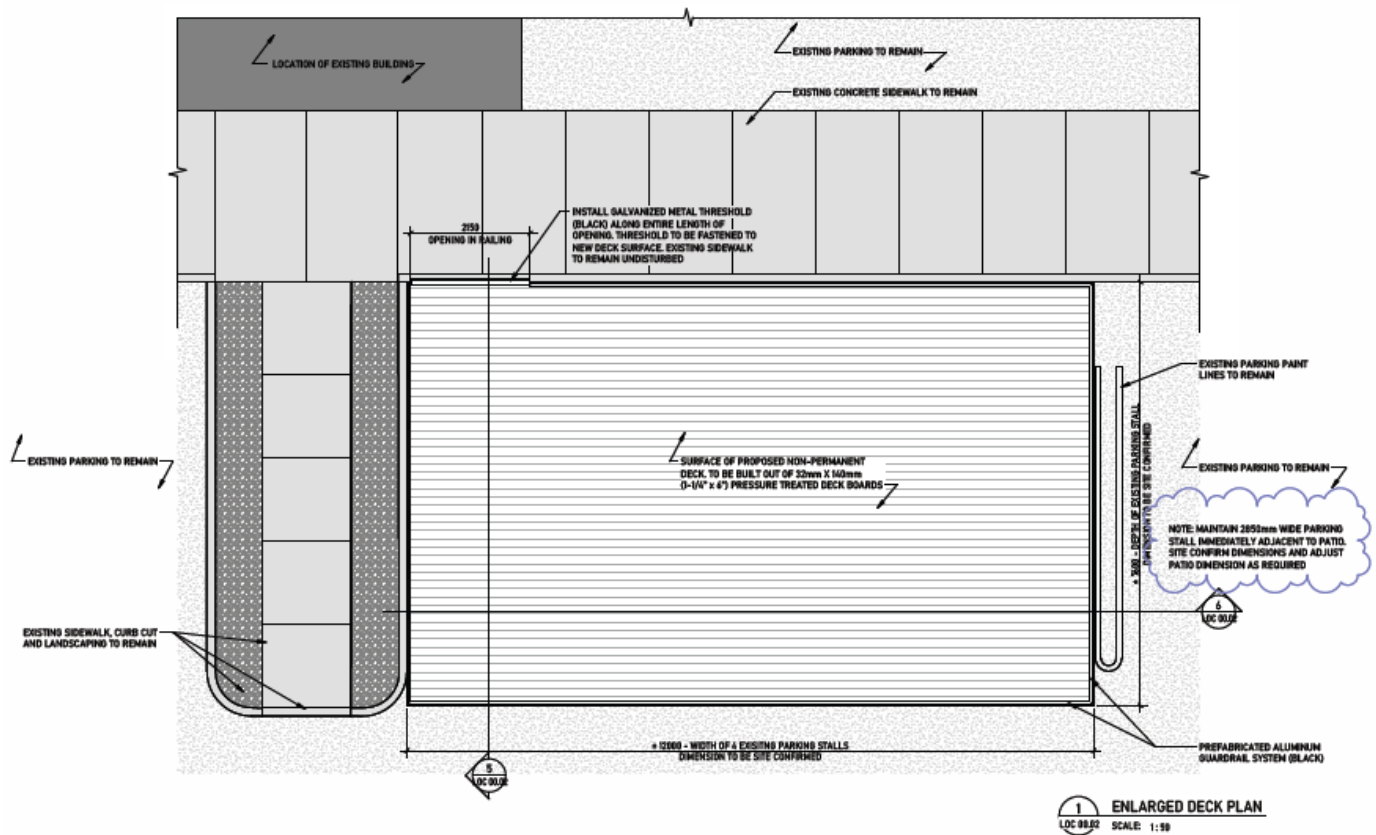 LOCATION OF EXISTING BUILDING
EXISTING PARKING TO REMAIN
EXISTING CONCRETE SIDEWALK TO REMAIN
2150
OPENING IN RAILING
INSTALL GALVANIZED METAL THRESHOLD
(BLACK) ALONG ENTIRE LENGTH OF
OPENING. THRESHOLD TO BE FASTENED TO
NEW DECK SURFACE. EXISTING SIDEWALK
TO REMAIN UNDISTURBED
EXISTING PARKING PAINT
LINES TO REMAIN
EXISTING PARKING TO REMAIN
SURFACE OF PROPOSED NON-PERMANENT
DECK. TO BE BUILT OUT OF 32mm X 140mm
(1-1/4" x 6") PRESSURE TREATED DECK BOARDS
- DEPTH OF EXISTING PARKING STALL
DIMENSION TO BE SITE CONFIRMED
EXISTING PARKING TO REMAIN
NOTE: MAINTAIN 2850mm WIDE PARKING
STALL IMMEDIATELY ADJACENT TO PATIO.
SITE CONFIRM DIMENSIONS AND ADJUST
PATIO DIMENSION AS REQUIRED
6
LOC 00.02
EXISTING SIDEWALK, CURB CUT
AND LANDSCAPING TO REMAIN
± 12000 - WIDTH OF 4 EXISITNG PARKING STALLS
DIMENSION TO BE SITE CONFIRMED
5
LOC 00.02
PREFABRICATED ALUMINUM
GUARDRAIL SYSTEM (BLACK)
1
LOC 00.02
ENLARGED DECK PLAN
SCALE: 1:50